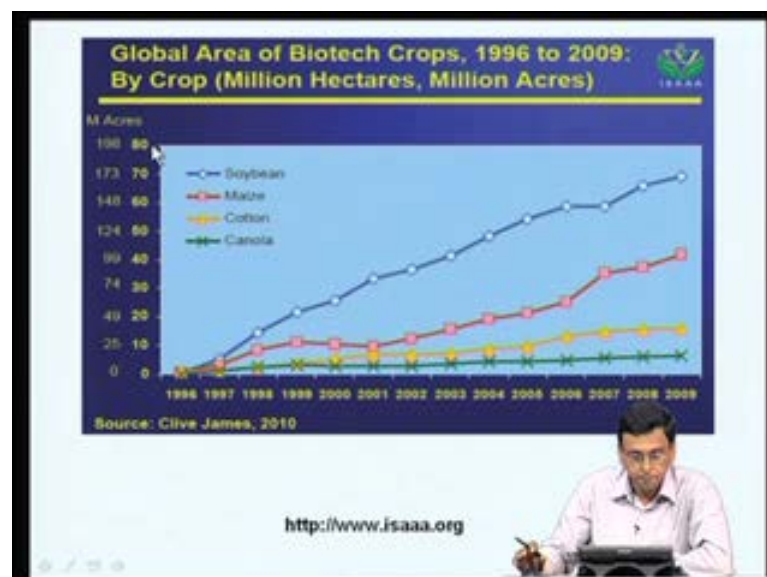 Global Area of Biotech Crops, 1996 to 2009:
By Crop (Million Hectares, Million Acres)
ISAAA
M Acres
198 80
173 70
148 60
124 50
99 40
74 30
49 20
25 10
0 0
Soybean
Maize
Cotton
Canola
1996 1997 1998 1999 2000 2001 2002 2003 2004 2005 2006 2007 2008 2009
Source: Clive James, 2010
http://www.isaaa.org